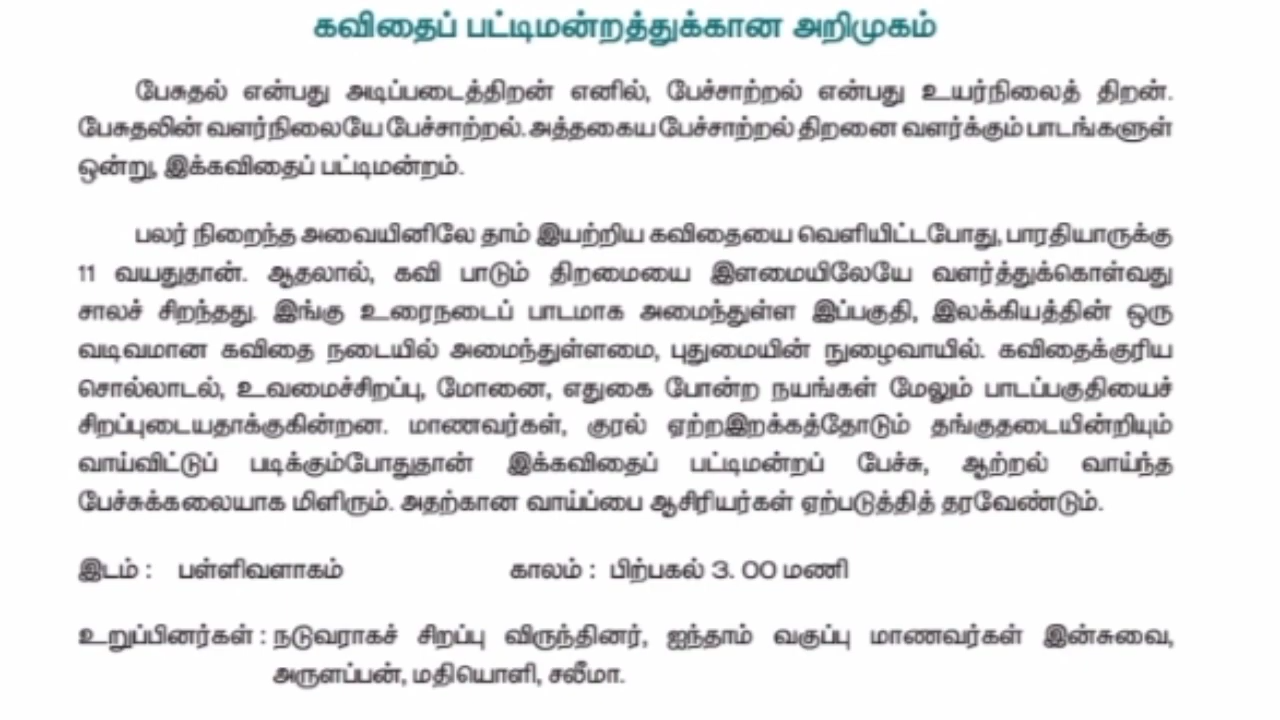 கவிதைப் பட்டிமன்றத்துக்கான அறிமுகம்
பேசுதல் என்பது அடிப்படைத்திறன் எனில், பேச்சாற்றல் என்பது உயர்நிலைத் திறன்.
பேசுதலின் வளர்நிலையே பேச்சாற்றல். அத்தகைய பேச்சாற்றல் திறனை வளர்க்கும் பாடங்களுள்
ஒன்று, இக்கவிதைப் பட்டிமன்றம்.
பலர் நிறைந்த அவையினிலே தாம் இயற்றிய கவிதையை வெளியிட்டபோது, பாரதியாருக்கு
11 வயதுதான். ஆதலால், கவி பாடும் திறமையை இளமையிலேயே வளர்த்துக்கொள்வது
சாலச் சிறந்தது. இங்கு உரைநடைப் பாடமாக அமைந்துள்ள இப்பகுதி, இலக்கியத்தின் ஒரு
வடிவமான கவிதை நடையில் அமைந்துள்ளமை, புதுமையின் நுழைவாயில். கவிதைக்குரிய
சொல்லாடல், உவமைச்சிறப்பு, மோனை, எதுகை போன்ற நயங்கள் மேலும் பாடப்பகுதியைச்
சிறப்புடையதாக்குகின்றன. மாணவர்கள், குரல் ஏற்றஇறக்கத்தோடும் தங்குதடையின்றியும்
வாய்விட்டுப் படிக்கும்போதுதான் இக்கவிதைப் பட்டிமன்றப் பேச்சு, ஆற்றல் வாய்ந்த
பேச்சுக்கலையாக மிளிரும். அதற்கான வாய்ப்பை ஆசிரியர்கள் ஏற்படுத்தித் தரவேண்டும்.
இடம் : பள்ளிவளாகம் காலம் : பிற்பகல் 3. 00 மணி
உறுப்பினர்கள் : நடுவராகச் சிறப்பு விருந்தினர், ஐந்தாம் வகுப்பு மாணவர்கள் இன்சுவை,
அருளப்பன், மதியொளி, சலீமா.